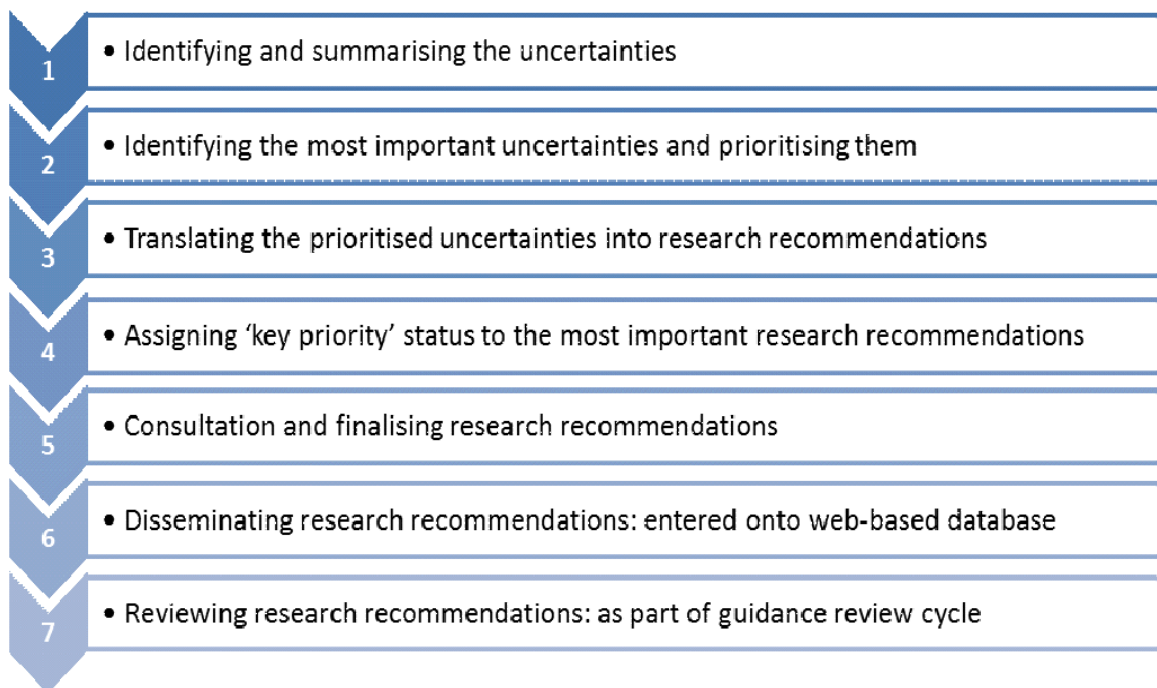 1
• Identifying and summarising the uncertainties
2
• Identifying the most important uncertainties and prioritising them
3
• Translating the prioritised uncertainties into research recommendations
4
• Assigning ‘key priority’ status to the most important research recommendations
5
• Consultation and finalising research recommendations
6
• Disseminating research recommendations: entered onto web-based database
7
• Reviewing research recommendations: as part of guidance review cycle